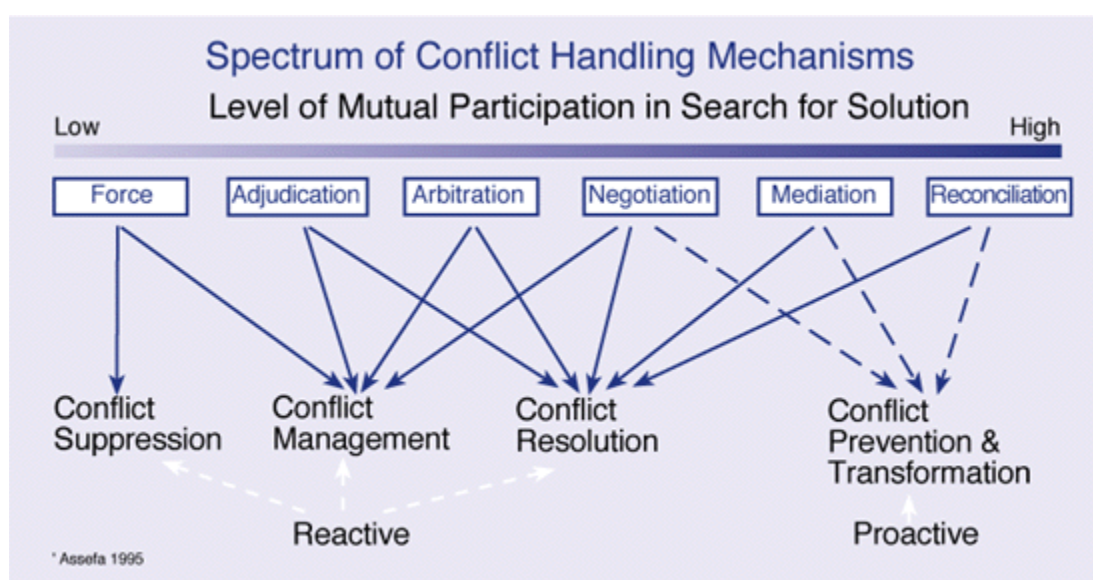 Spectrum of Conflict Handling Mechanisms
Level of Mutual Participation in Search for Solution
Low
High
Force
Adjudication
Arbitration
Negotiation
Mediation
Reconciliation
Conflict
Suppression
Conflict
Management
Conflict
Resolution
Conflict
Prevention &
Transformation
Reactive
Proactive
' Assefa 1995